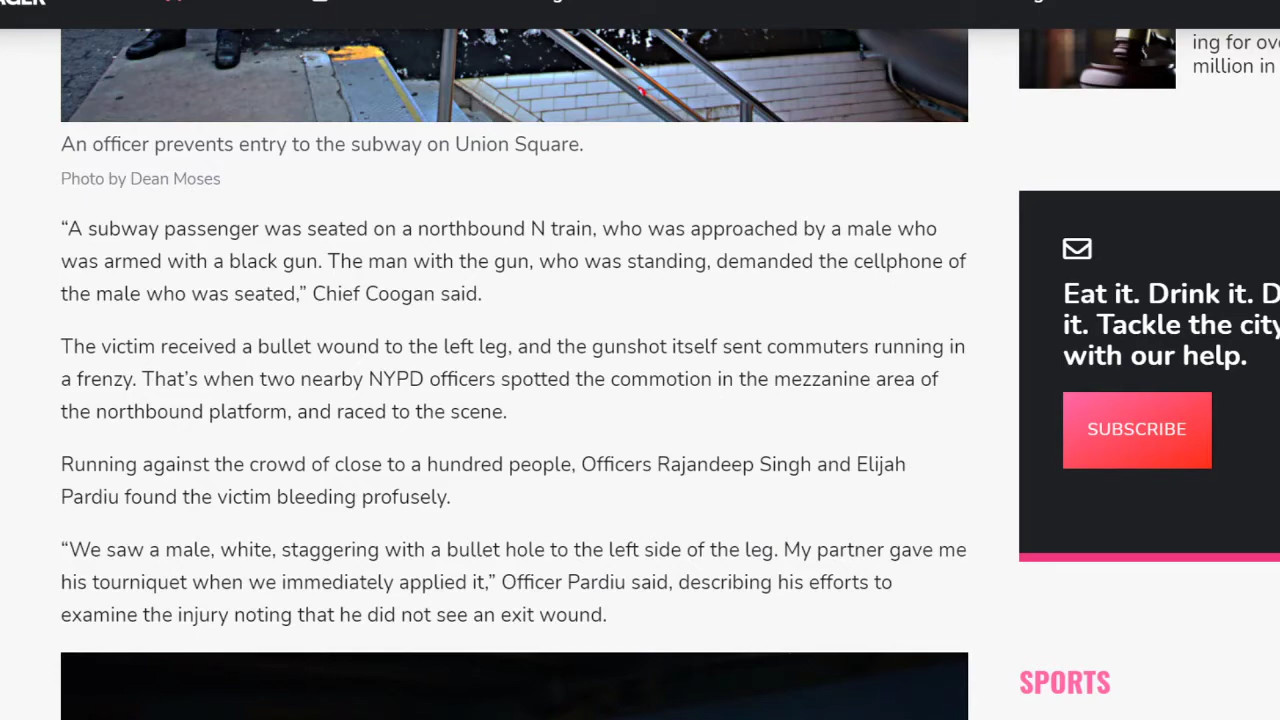 ing for ov
million in
An officer prevents entry to the subway on Union Square.
Photo by Dean Moses
“A subway passenger was seated on a northbound N train, who was approached by a male who
was armed with a black gun. The man with the gun, who was standing, demanded the cellphone of
the male who was seated,” Chief Coogan said.
The victim received a bullet wound to the left leg, and the gunshot itself sent commuters running in
a frenzy. That’s when two nearby NYPD officers spotted the commotion in the mezzanine area of
the northbound platform, and raced to the scene.
Running against the crowd of close to a hundred people, Officers Rajandeep Singh and Elijah
Pardiu found the victim bleeding profusely.
“We saw a male, white, staggering with a bullet hole to the left side of the leg. My partner gave me
his tourniquet when we immediately applied it,” Officer Pardiu said, describing his efforts to
examine the injury noting that he did not see an exit wound.
Eat it. Drink it. D
it. Tackle the city
with our help.
SUBSCRIBE
SPORTS